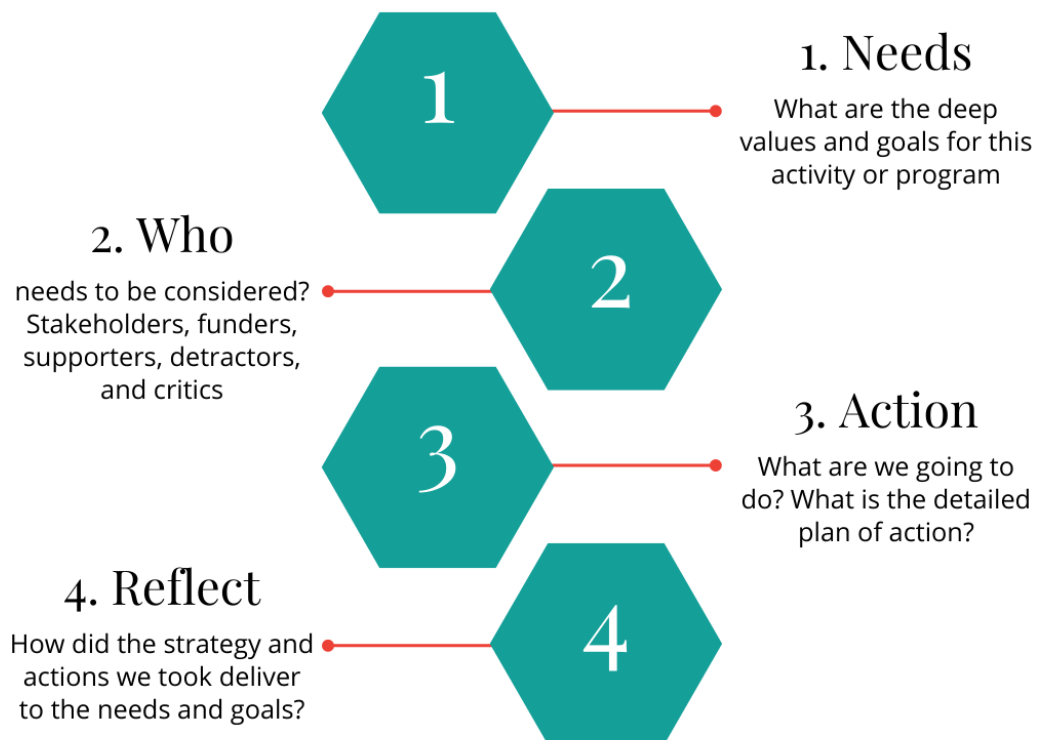 1
1. Needs
What are the deep
values and goals for this
activity or program
2. Who
needs to be considered?
Stakeholders, funders,
supporters, detractors,
and critics
2
3
3. Action
What are we going to
do? What is the detailed
plan of action?
4. Reflect
How did the strategy and
actions we took deliver
to the needs and goals?
4